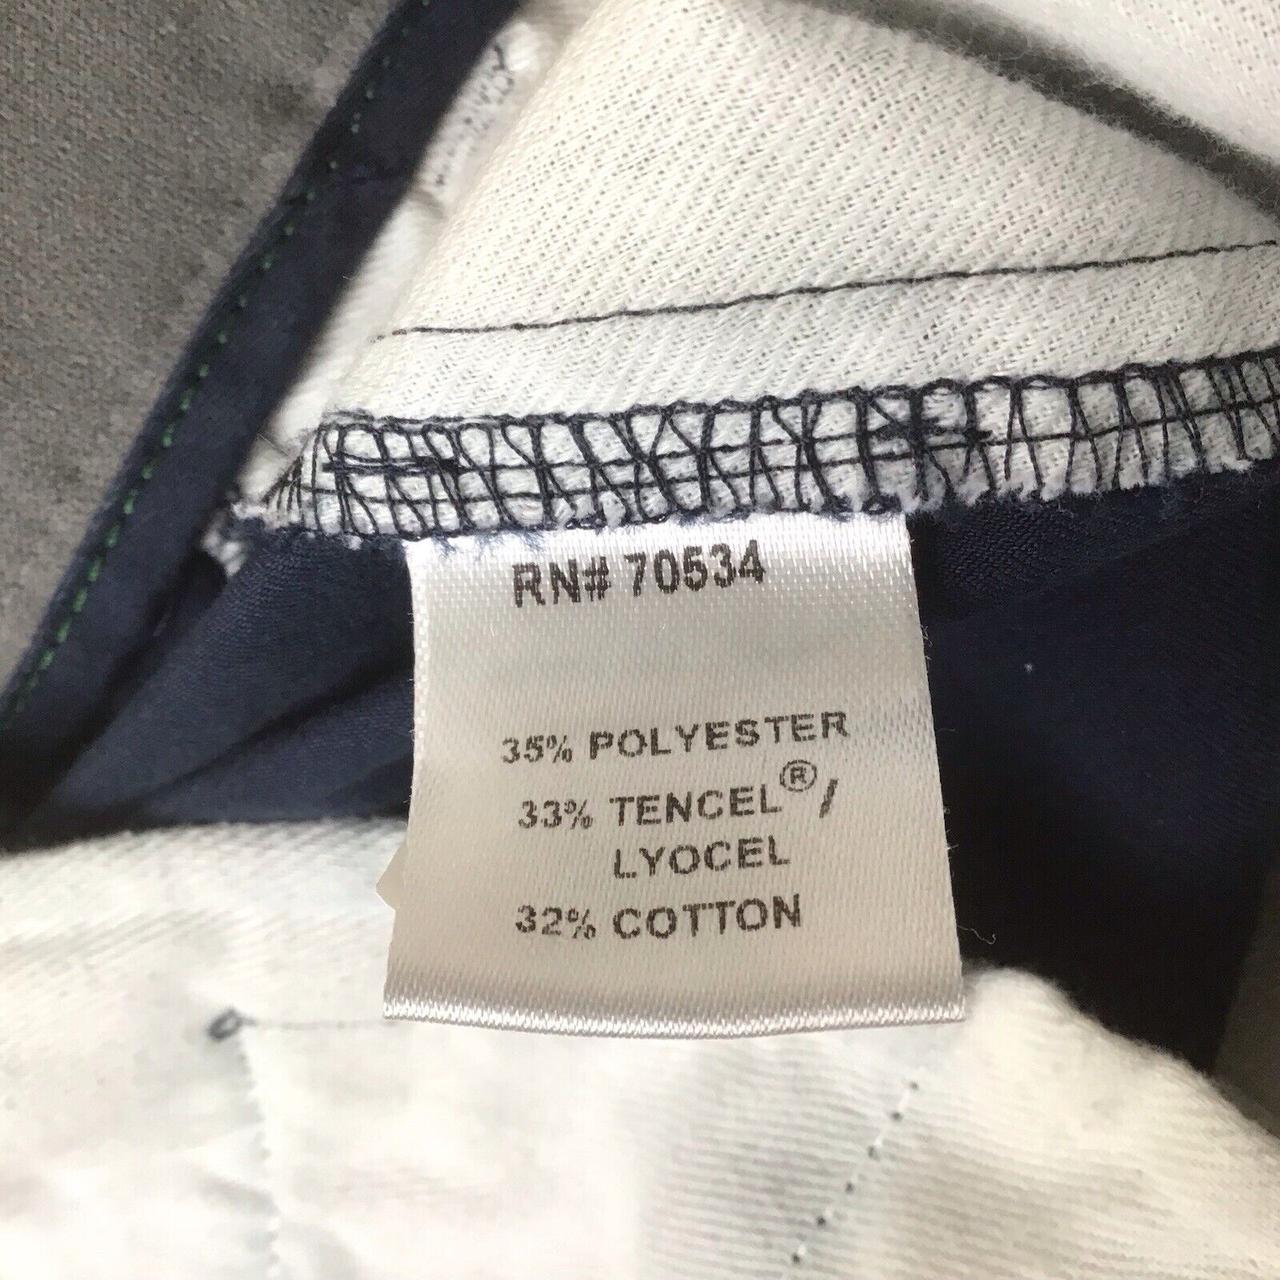 RN# 70534
35% POLYESTER
33% TENCEL®/
LYOCEL
32% COTTON